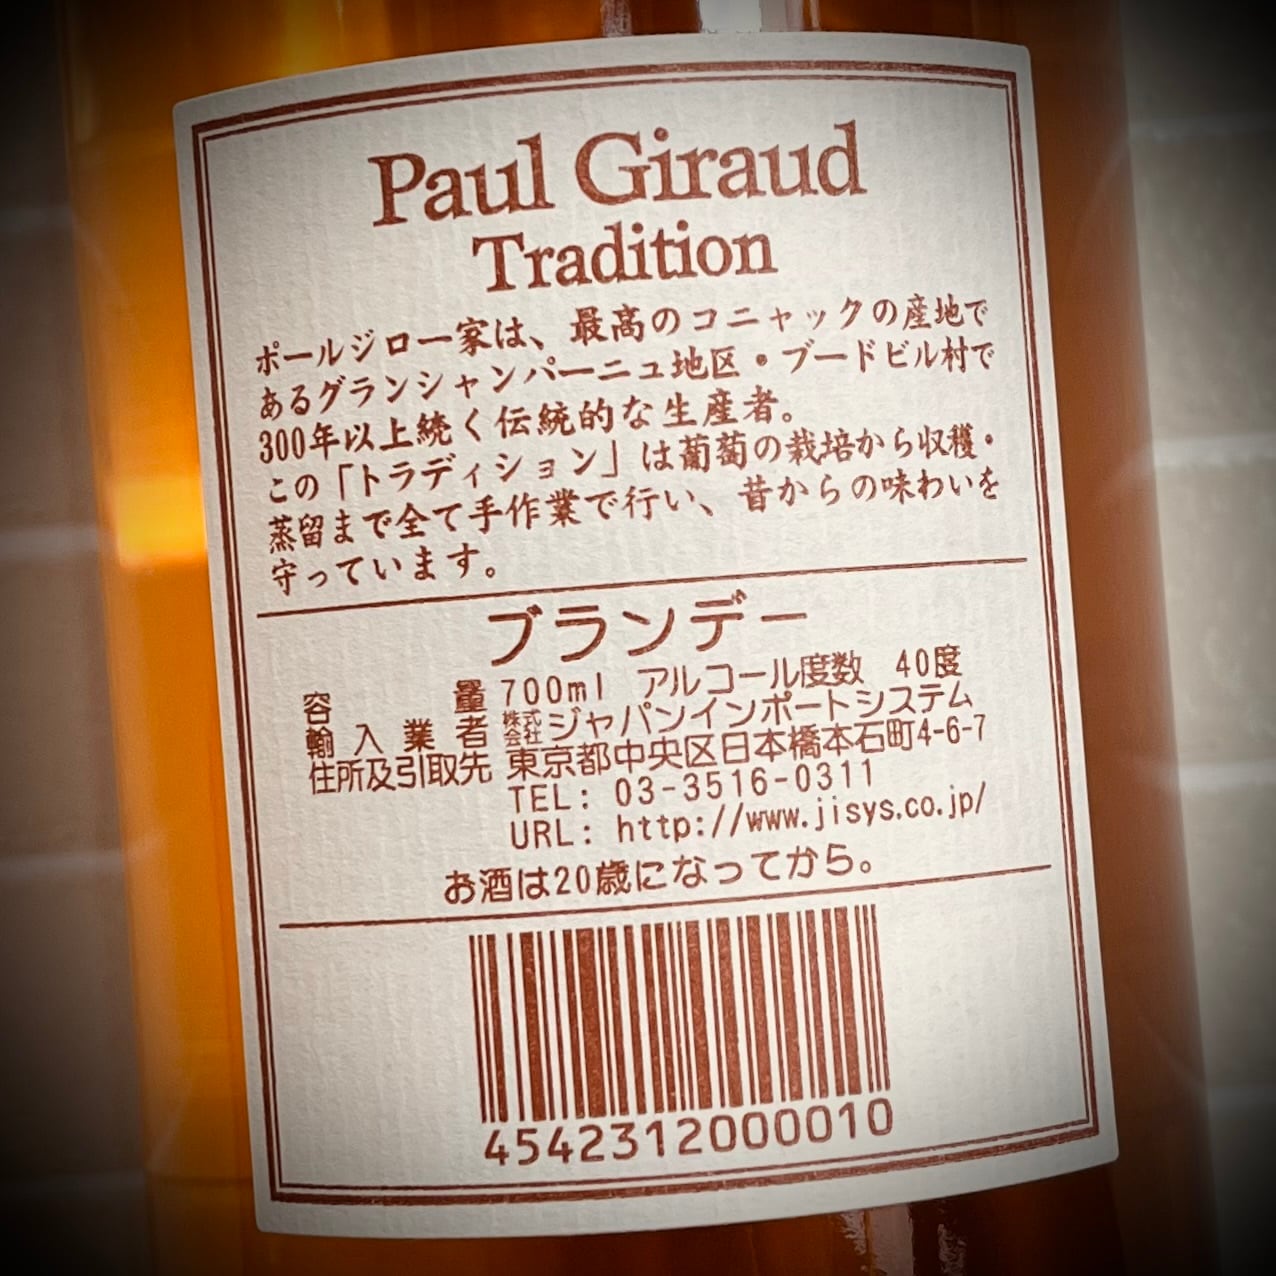 Paul Giraud
Tradition
ポールジロー家は、最高のコニャックの産地で
あるグランシャンパーニュ地区・ブードビル村で
300年以上続く伝統的な生産者。
この「トラディション」は葡萄の栽培から収穫・
蒸留まで全て手作業で行い、昔からの味わいを
守っています。
ブランデー
容量 700ml アルコール度数 40度
輸入業者 株式会社ジャパンインポートシステム
住所及引取先 東京都中央区日本橋本石町4-6-7
TEL: 03-3516-0311
URL: http://www.jisys.co.jp/
お酒は20歳になってから。
4542312000010